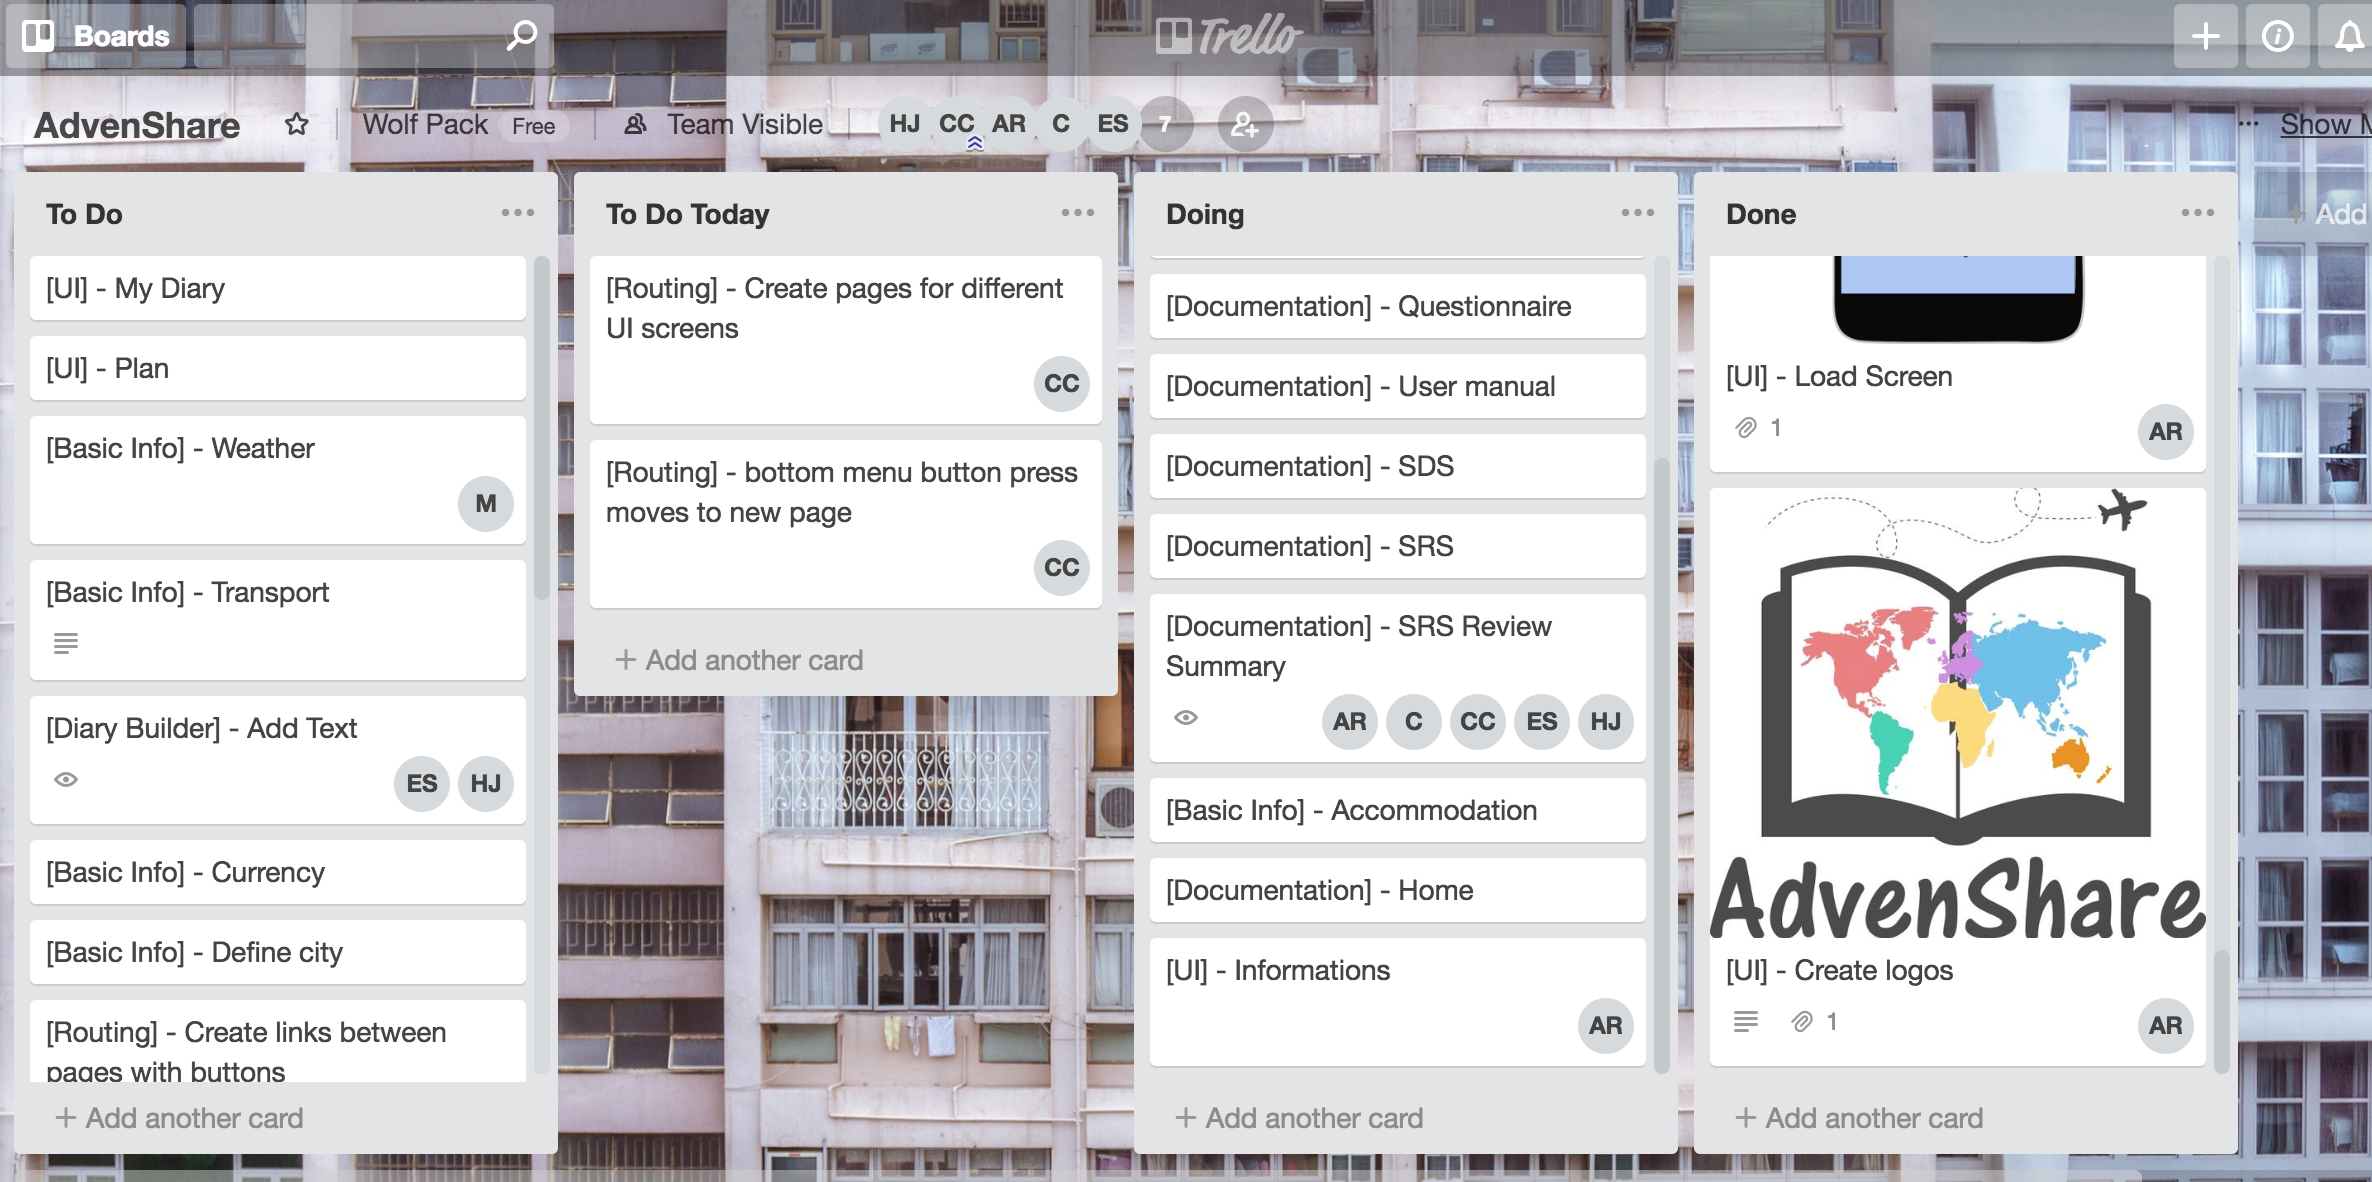 Boards
Trello
AdvenShare
Wolf Pack Free
Team Visible
HJ CC AR C ES 7
Show
To Do
[UI] - My Diary
[UI] - Plan
[Basic Info] - Weather
M
[Basic Info] - Transport
[Diary Builder] - Add Text
ES HJ
[Basic Info] - Currency
[Basic Info] - Define city
[Routing] - Create links between
pages with buttons
+ Add another card
To Do Today
[Routing] - Create pages for different
UI screens
CC
[Routing] - bottom menu button press
moves to new page
CC
+ Add another card
Doing
[Documentation] - Questionnaire
[Documentation] - User manual
[Documentation] - SDS
[Documentation] - SRS
[Documentation] - SRS Review
Summary
AR C CC ES HJ
[Basic Info] - Accommodation
[Documentation] - Home
[UI] - Informations
AR
+ Add another card
Done
[UI] - Load Screen
1
AR
AdvenShare
[UI] - Create logos
1
AR
+ Add another card
+ Add